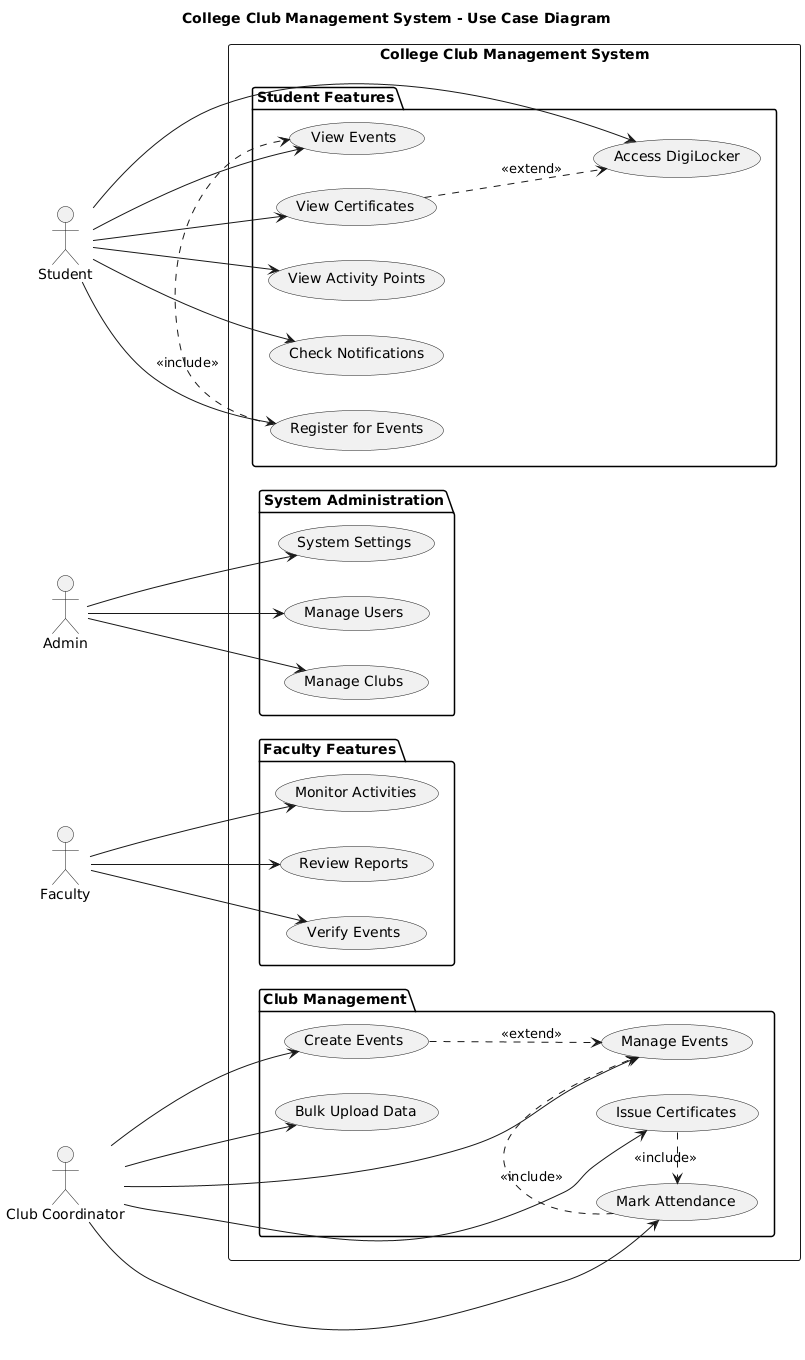 College Club Management System - Use Case Diagram
College Club Management System
Student Features
View Events
Access DigiLocker
«extend»
View Certificates
Student
View Activity Points
Check Notifications
«include»
Register for Events
System Administration
System Settings
Manage Users
Admin
Manage Clubs
Faculty Features
Monitor Activities
Review Reports
Faculty
Verify Events
Club Management
Create Events
«extend»
Manage Events
Bulk Upload Data
Issue Certificates
«include»
«include»
Mark Attendance
Club Coordinator